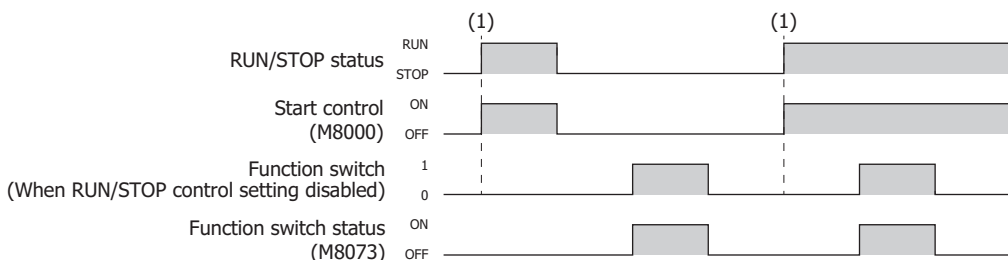 (1)
(1)
RUN/STOP status
RUN
STOP
Start control
(M8000)
ON
OFF
Function switch
(When RUN/STOP control setting disabled)
1
0
Function switch status
(M8073)
ON
OFF